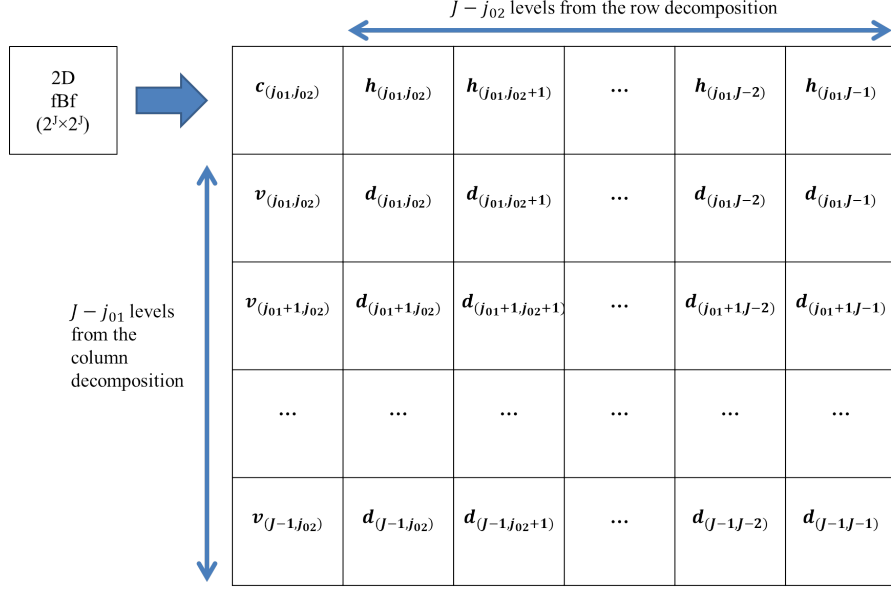 J − j₀₂ levels from the row decomposition
2D
fBf
(2ᴶ×2ᴶ)
c₍j₀₁,j₀₂₎ h₍j₀₁,j₀₂₎ h₍j₀₁,j₀₂+1₎ ... h₍j₀₁,J−2₎ h₍j₀₁,J−1₎
v₍j₀₁,j₀₂₎ d₍j₀₁,j₀₂₎ d₍j₀₁,j₀₂+1₎ ... d₍j₀₁,J−2₎ d₍j₀₁,J−1₎
J − j₀₁ levels
from the
column
decomposition
v₍j₀₁+1,j₀₂₎ d₍j₀₁+1,j₀₂₎ d₍j₀₁+1,j₀₂+1₎ ... d₍j₀₁+1,J−2₎ d₍j₀₁+1,J−1₎
... ... ... ... ... ...
v₍J−1,j₀₂₎ d₍J−1,j₀₂₎ d₍J−1,j₀₂+1₎ ... d₍J−1,J−2₎ d₍J−1,J−1₎